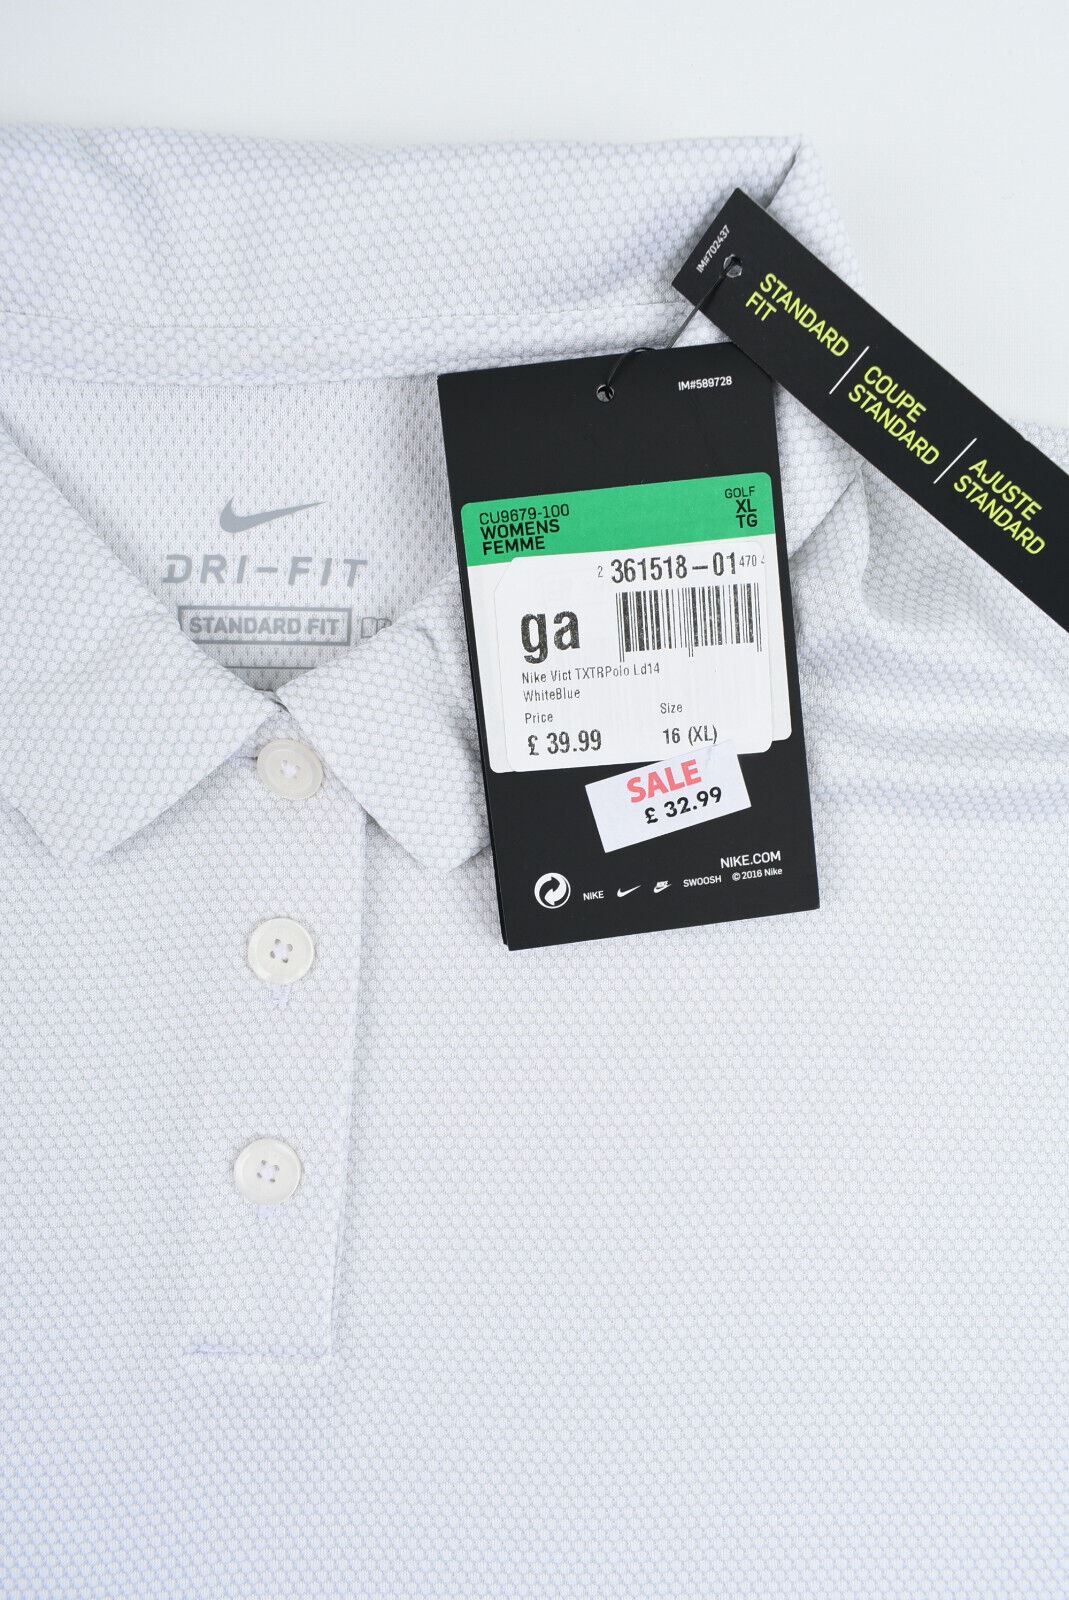 IM#702437
STANDARD
FIT
COUPE
STANDARD
AJUSTE
STANDARD
IM#589728
CU9679-100
WOMENS
FEMME
GOLF
XL
TG
2 361518-01 470
ga
Nike Vict TXTRPolo Ld14
WhiteBlue
Price
Size
£ 39.99
16 (XL)
SALE
£ 32.99
NIKE.COM
NIKE SWOOSH © 2016 Nike
DRI-FIT
STANDARD FIT